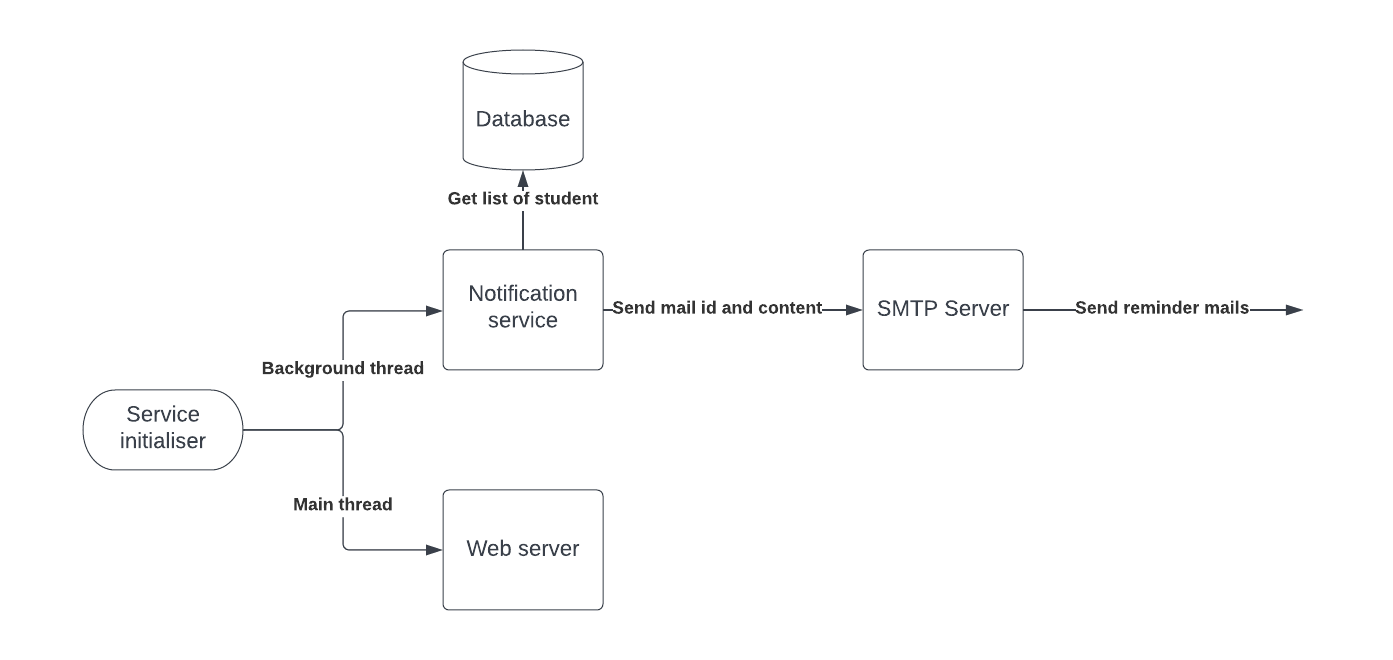 Database
Get list of student
Notification
service
Send mail id and content
SMTP Server
Send reminder mails
Background thread
Service
initialiser
Main thread
Web server